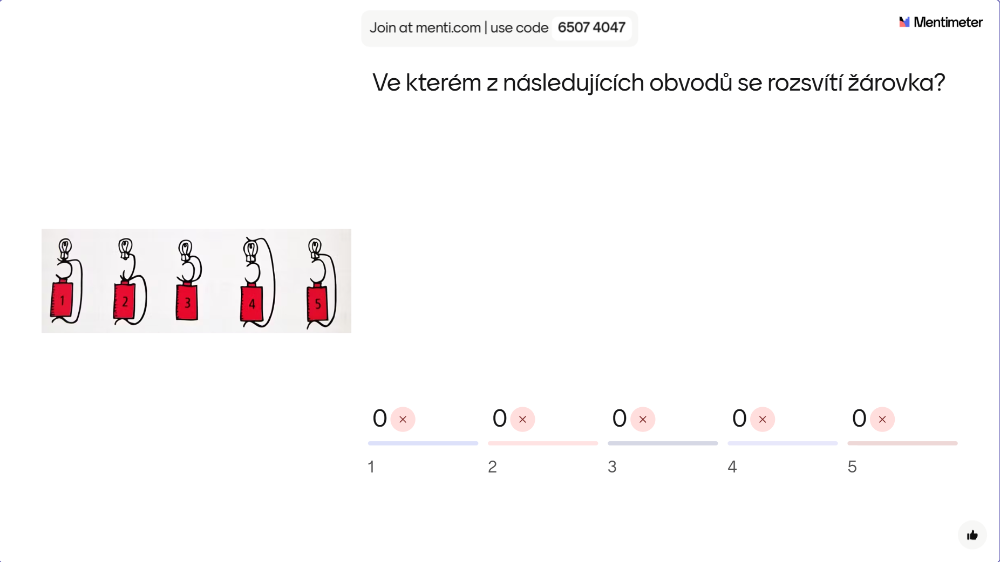 Join at menti.com | use code 6507 4047
Mentimeter
Ve kterém z následujících obvodů se rozsvítí žárovka?
1 2 3 4 5
0 0 0 0 0
1 2 3 4 5